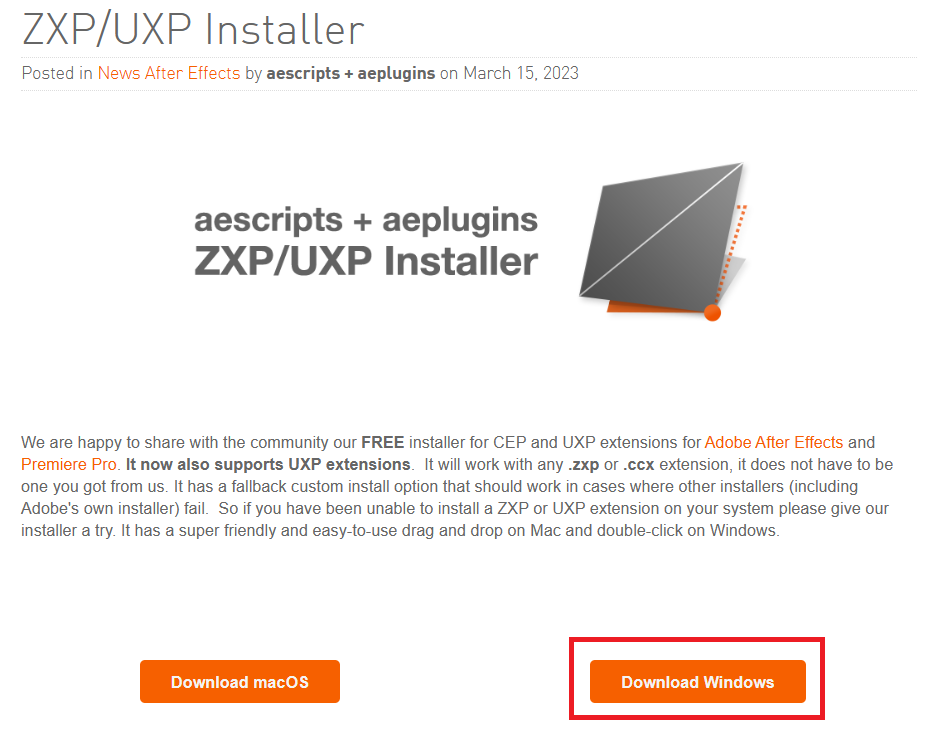 ZXP/UXP Installer
Posted in News After Effects by aescripts + aeplugins on March 15, 2023
aescripts + aeplugins
ZXP/UXP Installer
We are happy to share with the community our FREE installer for CEP and UXP extensions for Adobe After Effects and
Premiere Pro. It now also supports UXP extensions.  It will work with any .zxp or .ccx extension, it does not have to be
one you got from us. It has a fallback custom install option that should work in cases where other installers (including
Adobe's own installer) fail.  So if you have been unable to install a ZXP or UXP extension on your system please give our
installer a try. It has a super friendly and easy-to-use drag and drop on Mac and double-click on Windows.
Download macOS
Download Windows